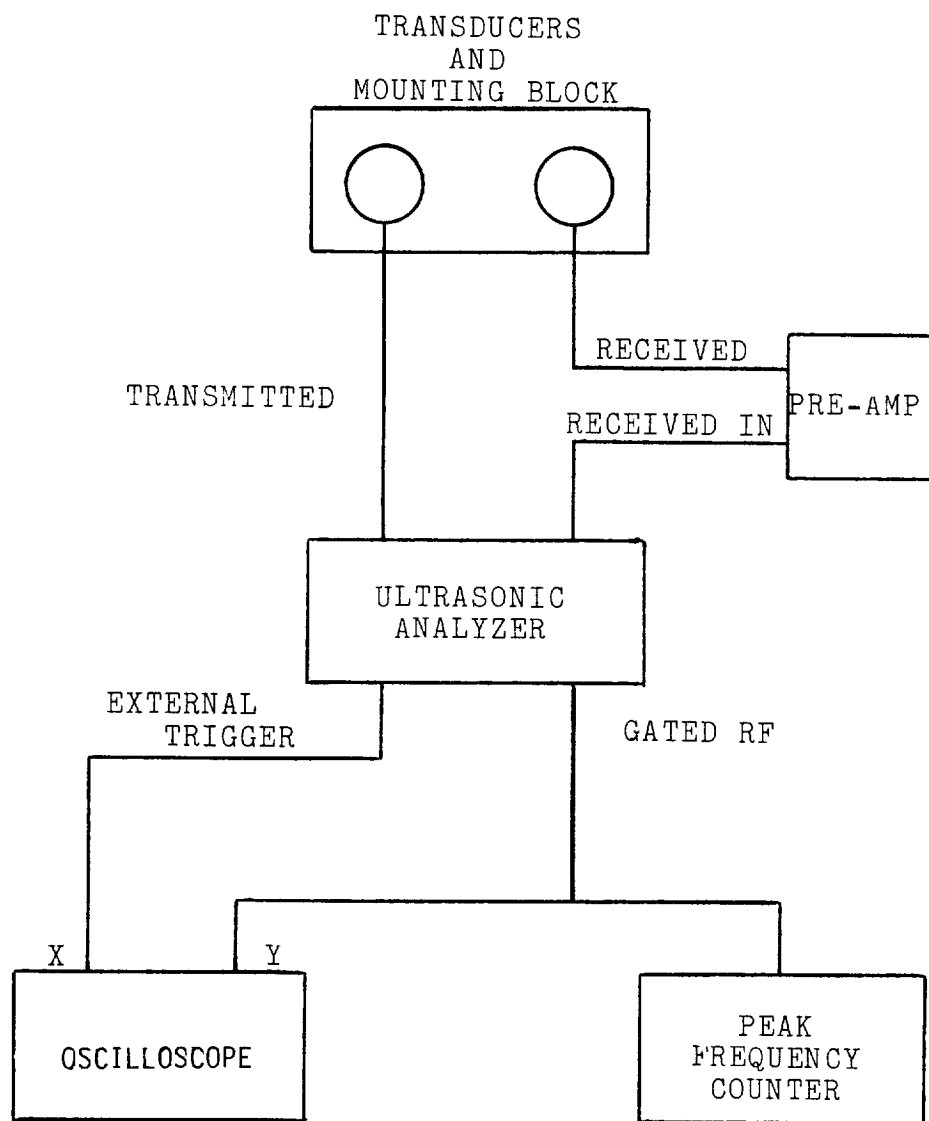 TRANSDUCERS
AND
MOUNTING BLOCK
RECEIVED
TRANSMITTED
PRE-AMP
RECEIVED IN
ULTRASONIC
ANALYZER
EXTERNAL
TRIGGER
GATED RF
X
Y
OSCILLOSCOPE
PEAK
FREQUENCY
COUNTER